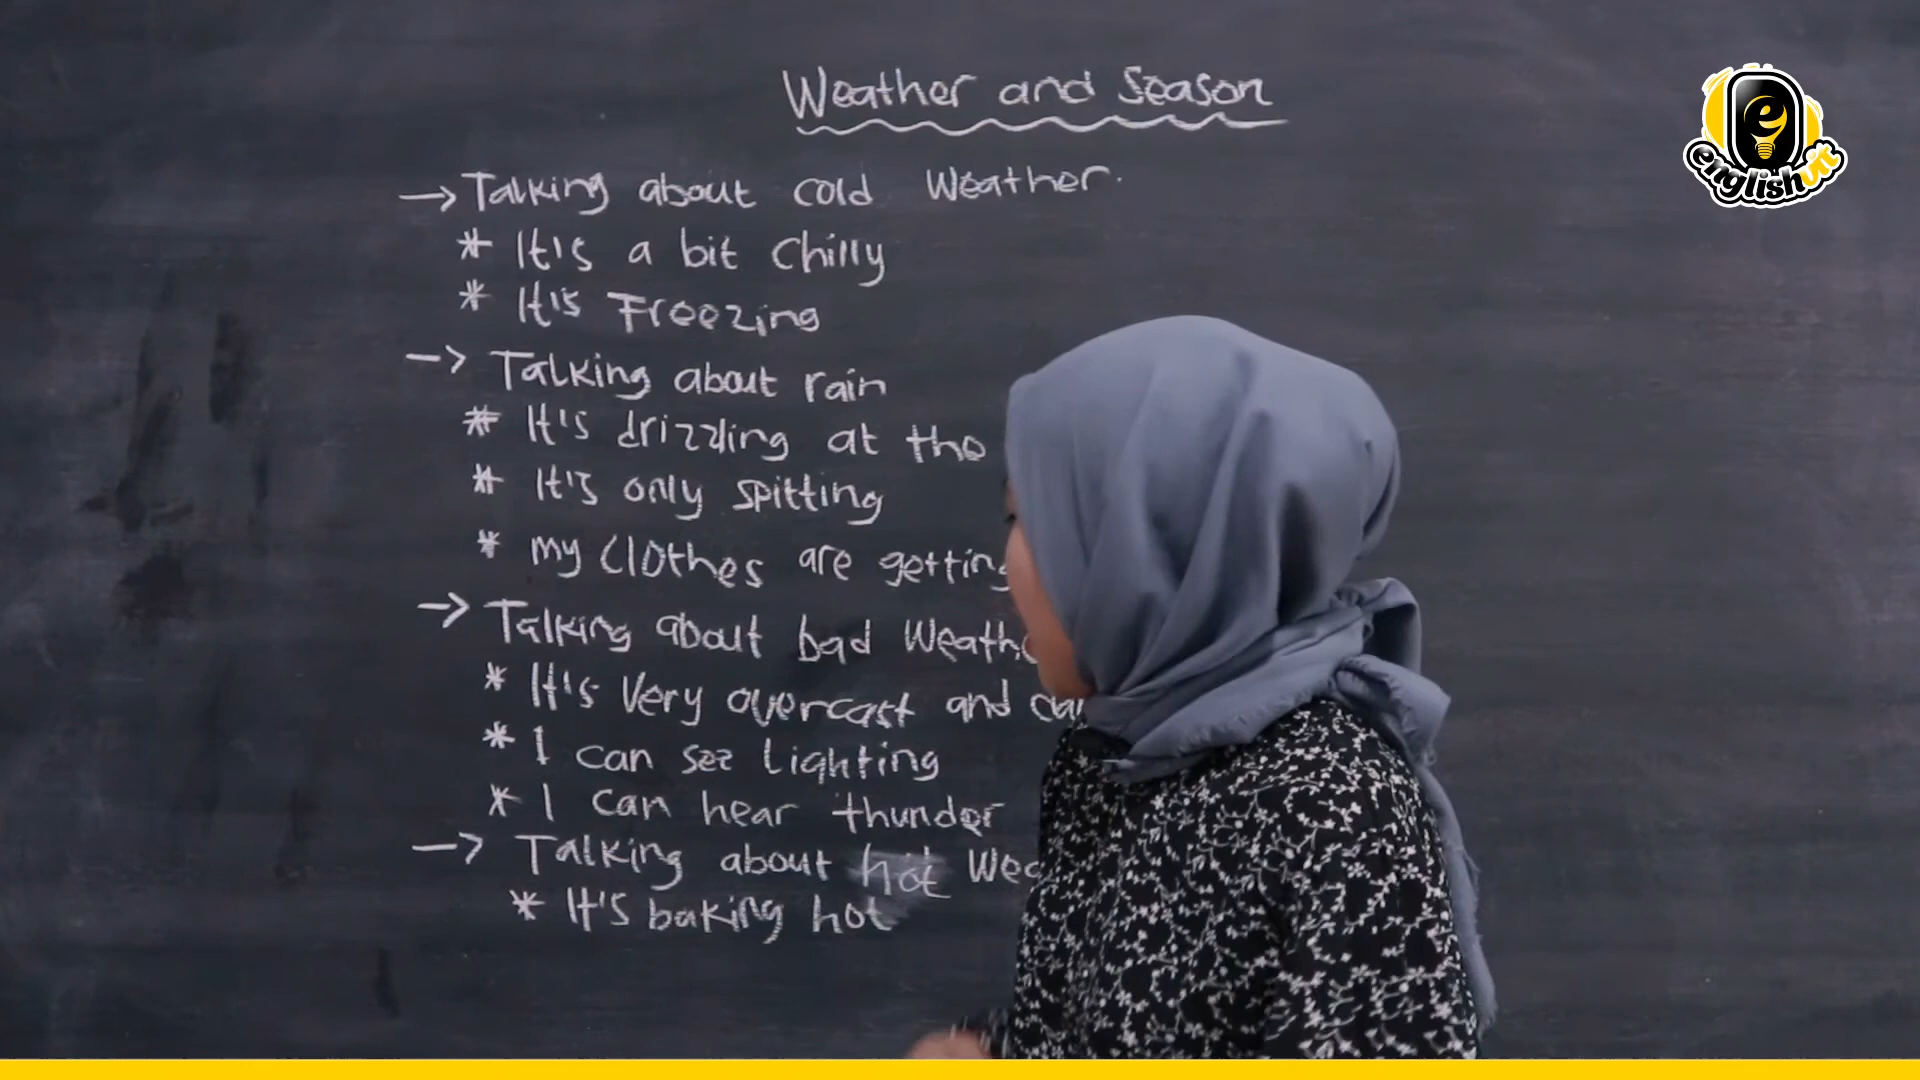 Weather and Season
englishvit
→ Talking about cold Weather.
* It's a bit chilly
* It's Freezing
→ Talking about rain
* It's drizzling at the
* It's only spitting
* my clothes are getting
→ Talking about bad
* It's Very overcast and
* I can see Lighting
* I can hear thunder
→ Talking about hot
* It's baking hot